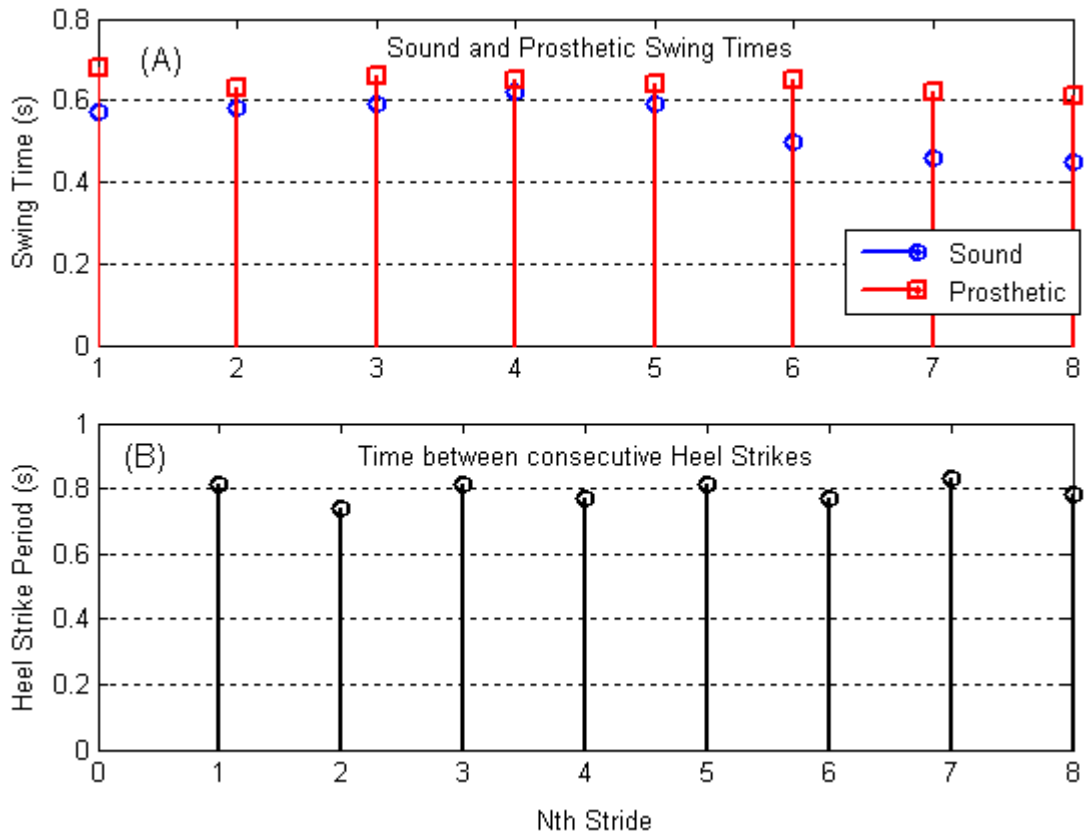 0.8
(A)
Sound and Prosthetic Swing Times
0.6
0.4
0.2
0
Swing Time (s)
Sound
Prosthetic
1 2 3 4 5 6 7 8
1
(B)
Time between consecutive Heel Strikes
0.8
0.6
0.4
0.2
0
Heel Strike Period (s)
0 1 2 3 4 5 6 7 8
Nth Stride